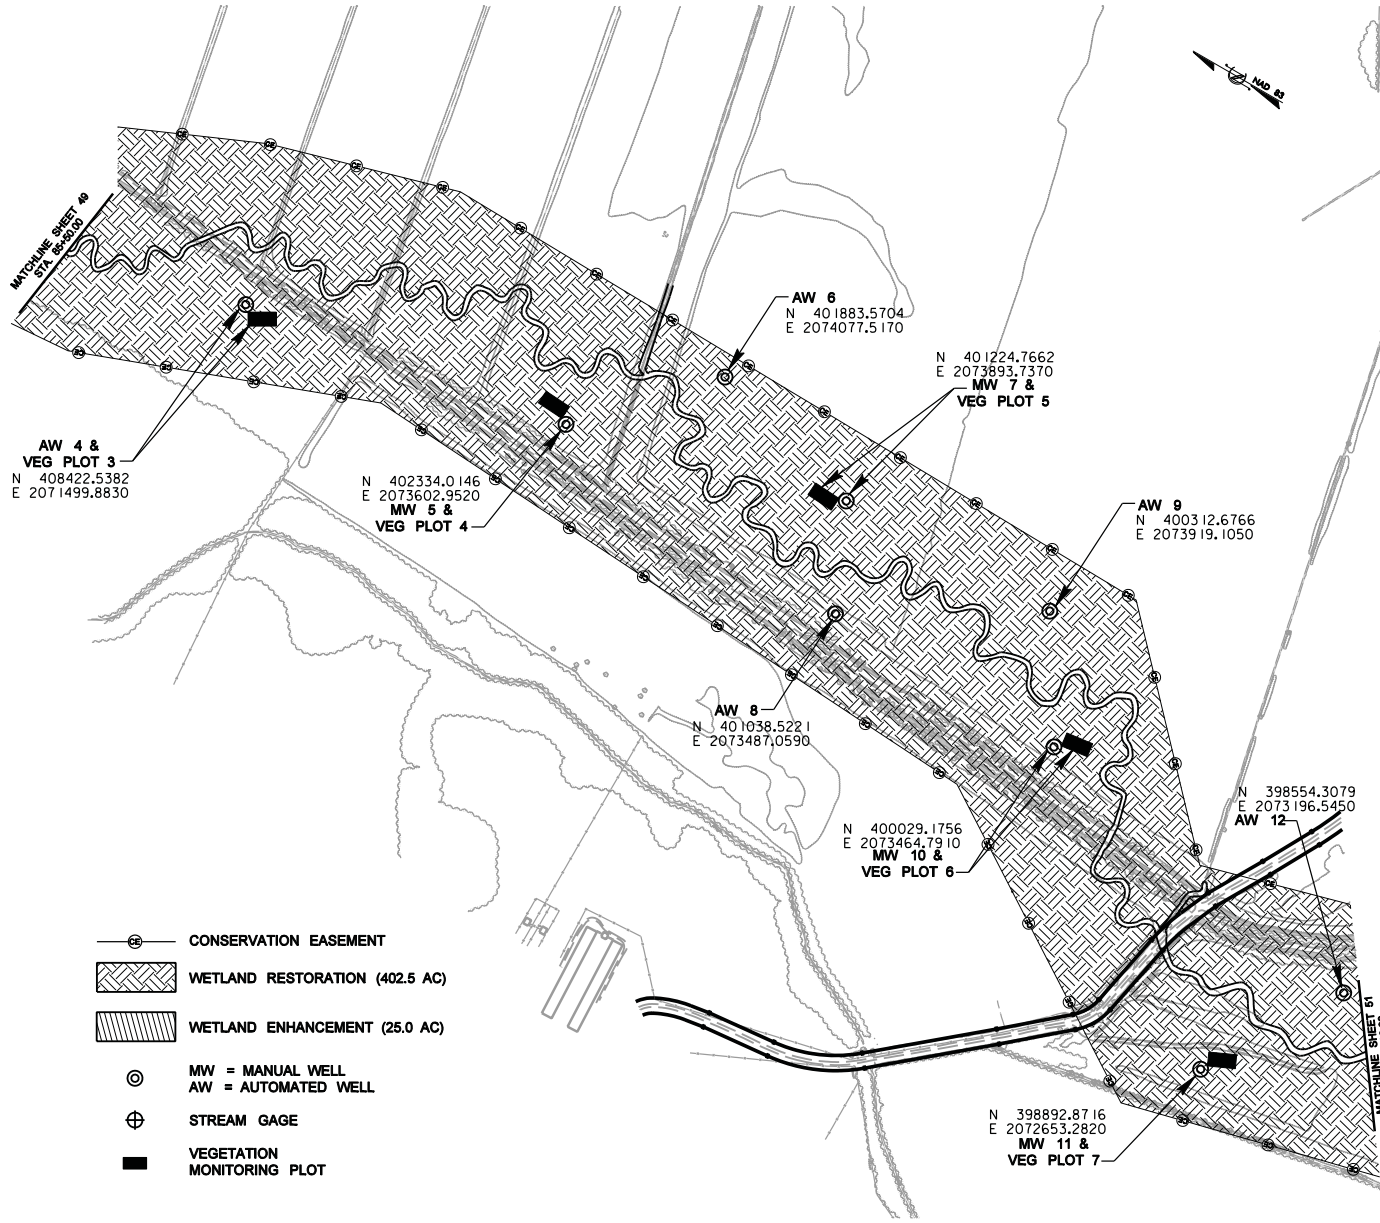 NAD 83
MATCHLINE SHEET 49
STA. 85+50.00
AW 6
N 401883.5704
E 2074077.5170
N 401224.7662
E 2073893.7370
MW 7 &
VEG PLOT 5
AW 4 &
VEG PLOT 3
N 408422.5382
E 2071499.8830
N 402334.0146
E 2073602.9520
MW 5 &
VEG PLOT 4
AW 9
N 400312.6766
E 2073919.1050
AW 8
N 401038.5221
E 2073487.0590
N 398554.3079
E 2073196.5450
AW 12
N 400029.1756
E 2073464.7910
MW 10 &
VEG PLOT 6
MATCHLINE SHEET 51
N 398892.8716
E 2072653.2820
MW 11 &
VEG PLOT 7
CE CONSERVATION EASEMENT
WETLAND RESTORATION (402.5 AC)
WETLAND ENHANCEMENT (25.0 AC)
MW = MANUAL WELL
AW = AUTOMATED WELL
STREAM GAGE
VEGETATION
MONITORING PLOT